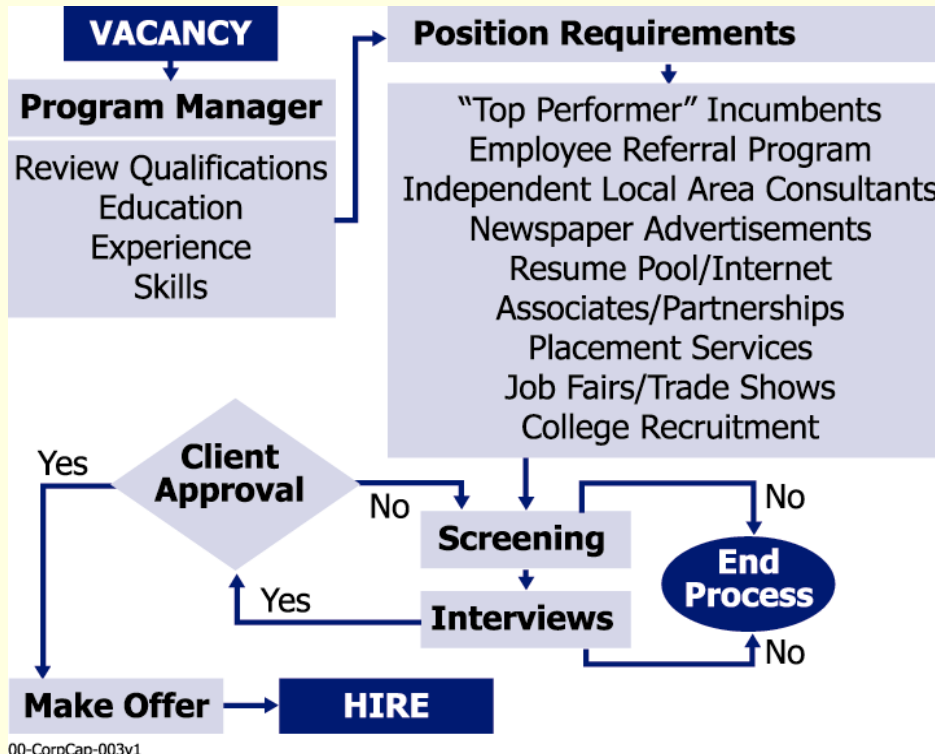 VACANCY
Program Manager
Review Qualifications
Education
Experience
Skills
Position Requirements
“Top Performer” Incumbents
Employee Referral Program
Independent Local Area Consultants
Newspaper Advertisements
Resume Pool/Internet
Associates/Partnerships
Placement Services
Job Fairs/Trade Shows
College Recruitment
Yes
Client
Approval
No
Screening
No
End
Process
Yes
Interviews
No
Make Offer
HIRE
00-CorpCap-003v1